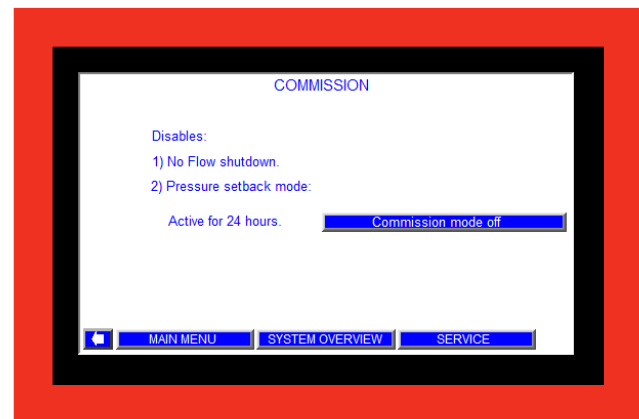 COMMISSION
Disables:
1) No Flow shutdown.
2) Pressure setback mode:
Active for 24 hours. Commission mode off
MAIN MENU SYSTEM OVERVIEW SERVICE